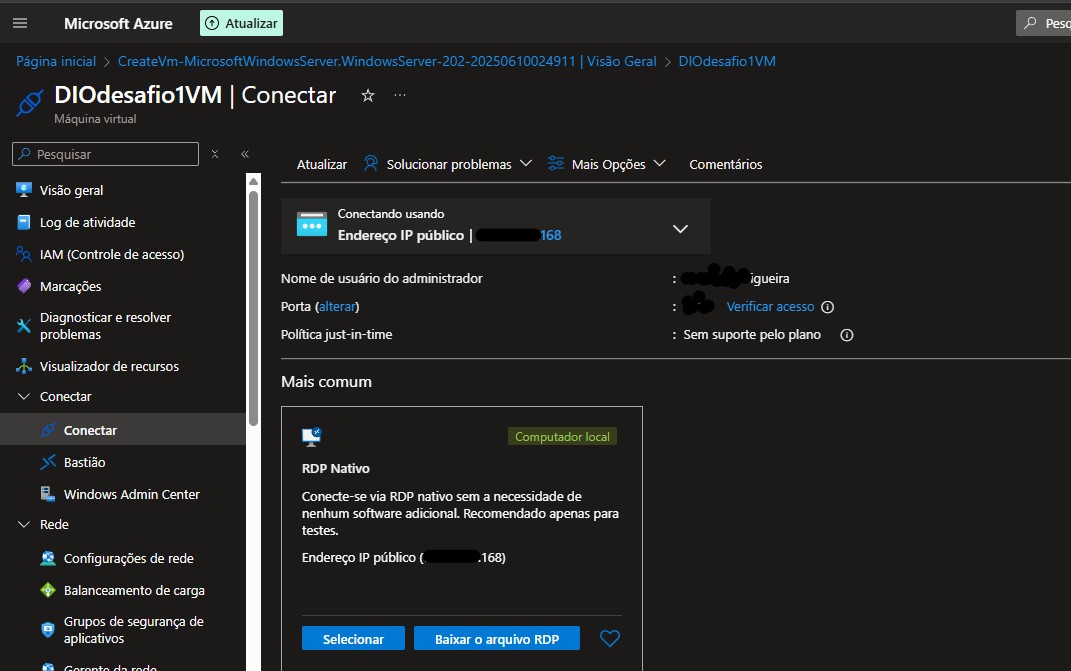 Microsoft Azure
Atualizar
Pesq
Página inicial > CreateVm-MicrosoftWindowsServer.WindowsServer-202-20250610024911 | Visão Geral > DIOdesafio1VM
DIOdesafio1VM | Conectar
Máquina virtual
Pesquisar
Visão geral
Log de atividade
IAM (Controle de acesso)
Marcações
Diagnosticar e resolver
problemas
Visualizador de recursos
Conectar
Conectar
Bastião
Windows Admin Center
Rede
Configurações de rede
Balanceamento de carga
Grupos de segurança de
aplicativos
Gerente da rede
Atualizar Solucionar problemas Mais Opções Comentários
Conectando usando
Endereço IP público | 168
Nome de usuário do administrador : igueira
Porta (alterar) : Verificar acesso
Política just-in-time : Sem suporte pelo plano
Mais comum
Computador local
RDP Nativo
Conecte-se via RDP nativo sem a necessidade de
nenhum software adicional. Recomendado apenas para
testes.
Endereço IP público ( .168)
Selecionar Baixar o arquivo RDP